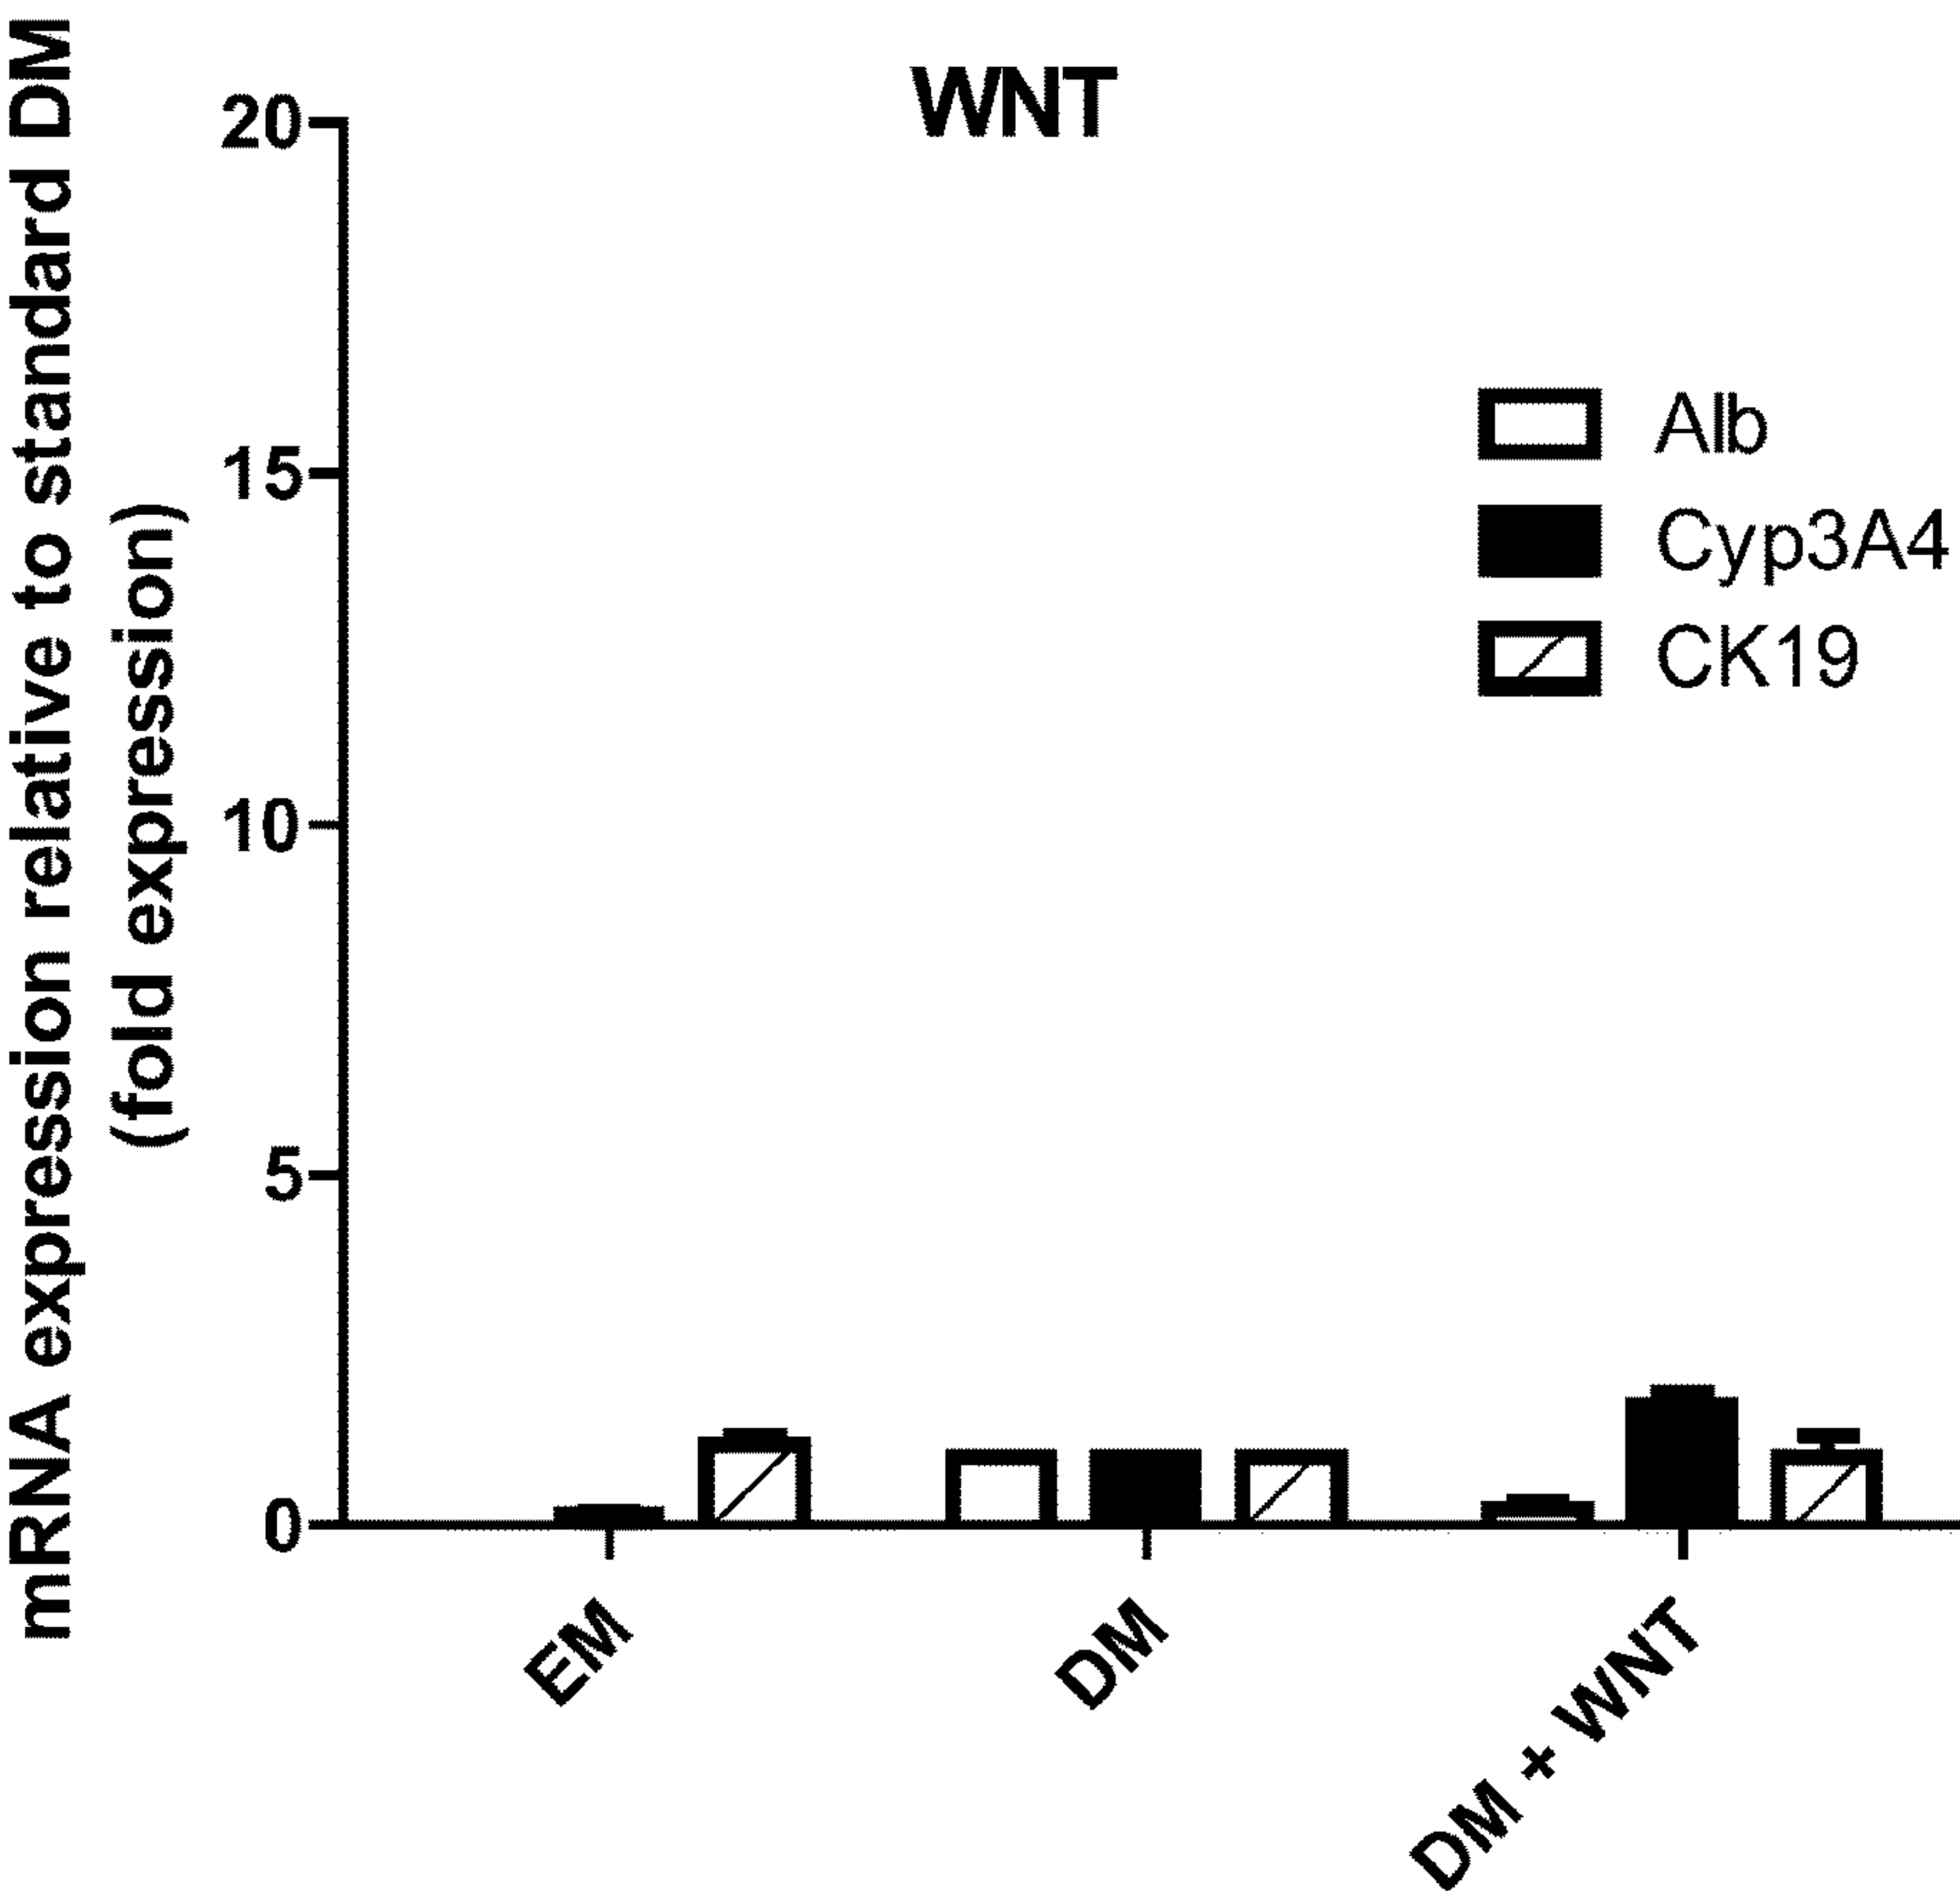 mRNA expression relative to standard DM
(fold expression)
WNT
20
15
10
5
0
Alb
Cyp3A4
CK19
EM
DM
DM + WNT